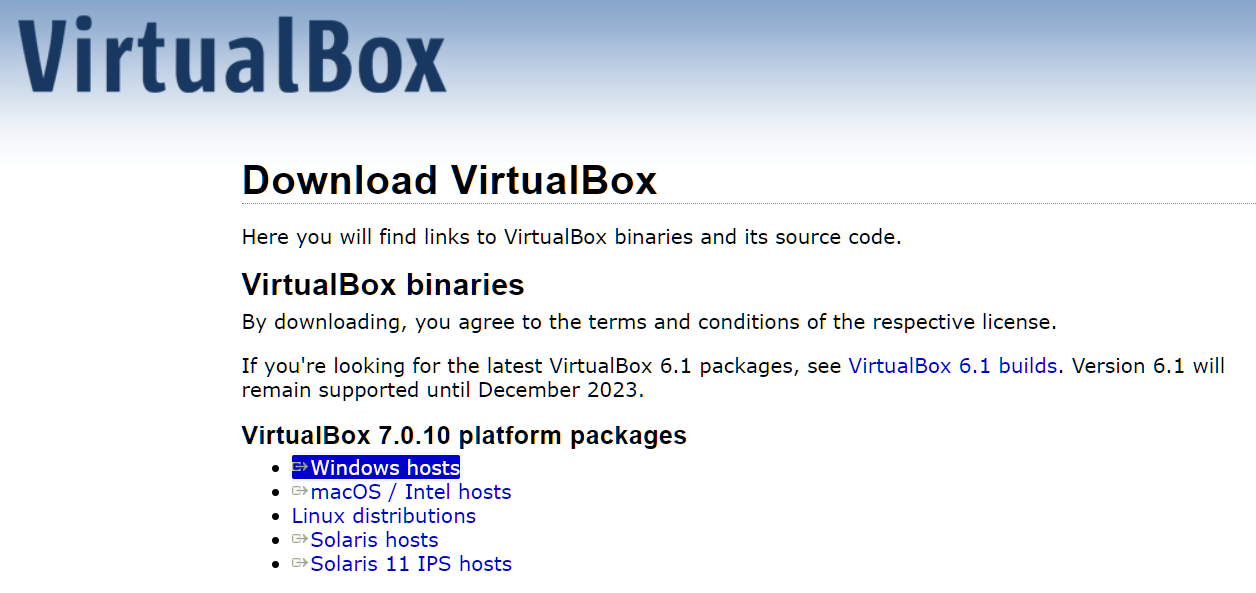 VirtualBox
Download VirtualBox
Here you will find links to VirtualBox binaries and its source code.
VirtualBox binaries
By downloading, you agree to the terms and conditions of the respective license.
If you're looking for the latest VirtualBox 6.1 packages, see VirtualBox 6.1 builds. Version 6.1 will
remain supported until December 2023.
VirtualBox 7.0.10 platform packages
Windows hosts
macOS / Intel hosts
Linux distributions
Solaris hosts
Solaris 11 IPS hosts